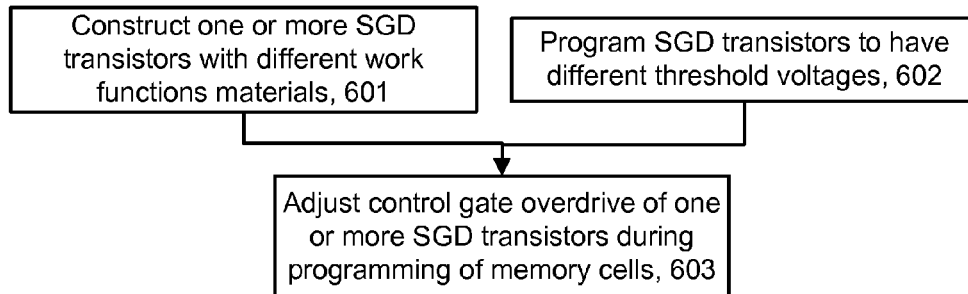 Construct one or more SGD
transistors with different work
functions materials, 601
Program SGD transistors to have
different threshold voltages, 602
Adjust control gate overdrive of one
or more SGD transistors during
programming of memory cells, 603